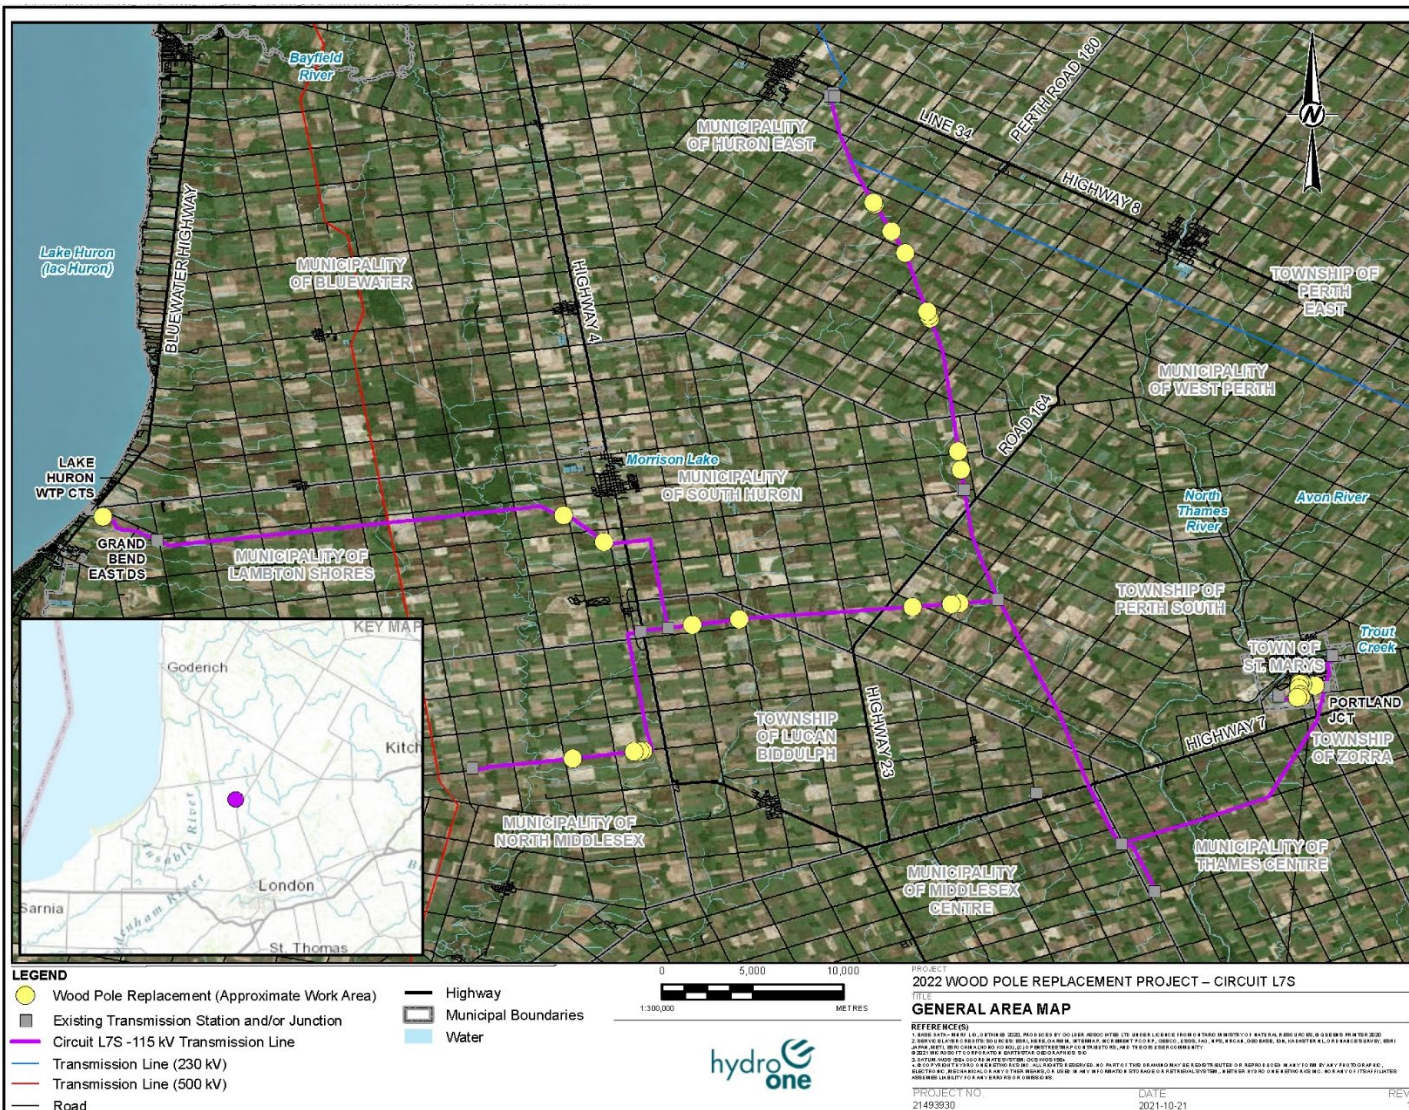 Bayfield
River
PERTH ROAD 180
LINE 34
MUNICIPALITY
OF HURON EAST
HIGHWAY 8
N
BLUEWATER HIGHWAY
Lake Huron
(lac Huron)
MUNICIPALITY
OF BLUEWATER
HIGHWAY 4
TOWNSHIP OF
PERTH
EAST
MUNICIPALITY
OF WEST PERTH
ROAD 164
Morrison Lake
MUNICIPALITY
OF SOUTH HURON
LAKE
HURON
WTP CTS
North
Thames
River
Avon River
GRAND
BEND
EAST DS
MUNICIPALITY OF
LAMBTON SHORES
TOWNSHIP OF
PERTH SOUTH
Trout
Creek
TOWN OF
ST. MARYS
PORTLAND
JCT
HIGHWAY 7
TOWNSHIP
OF ZORRA
HIGHWAY 23
TOWNSHIP
OF LUCAN
BIDDULPH
MUNICIPALITY OF
NORTH MIDDLESEX
MUNICIPALITY OF
THAMES CENTRE
MUNICIPALITY
OF MIDDLESEX
CENTRE
KEY MAP
Goderich
Kitch
London
Sarnia
St. Thomas
LEGEND
Wood Pole Replacement (Approximate Work Area)
Existing Transmission Station and/or Junction
Circuit L7S -115 kV Transmission Line
Transmission Line (230 kV)
Transmission Line (500 kV)
Road
Highway
Municipal Boundaries
Water
0 5,000 10,000
1:300,000 METRES
hydro
one
PROJECT
2022 WOOD POLE REPLACEMENT PROJECT – CIRCUIT L7S
TITLE
GENERAL AREA MAP
REFERENCE(S)
PROJECT NO. DATE
21493930 2021-10-21